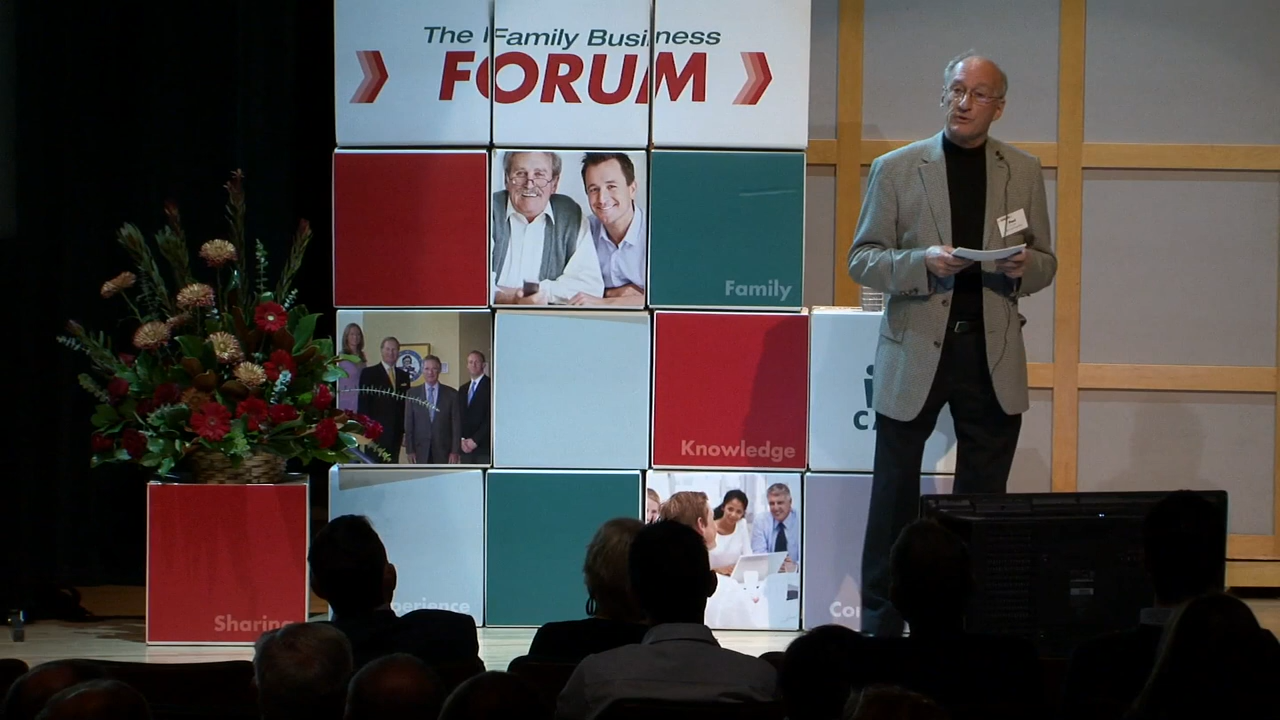 The Family Business
FORUM
Family
Knowledge
Sharing